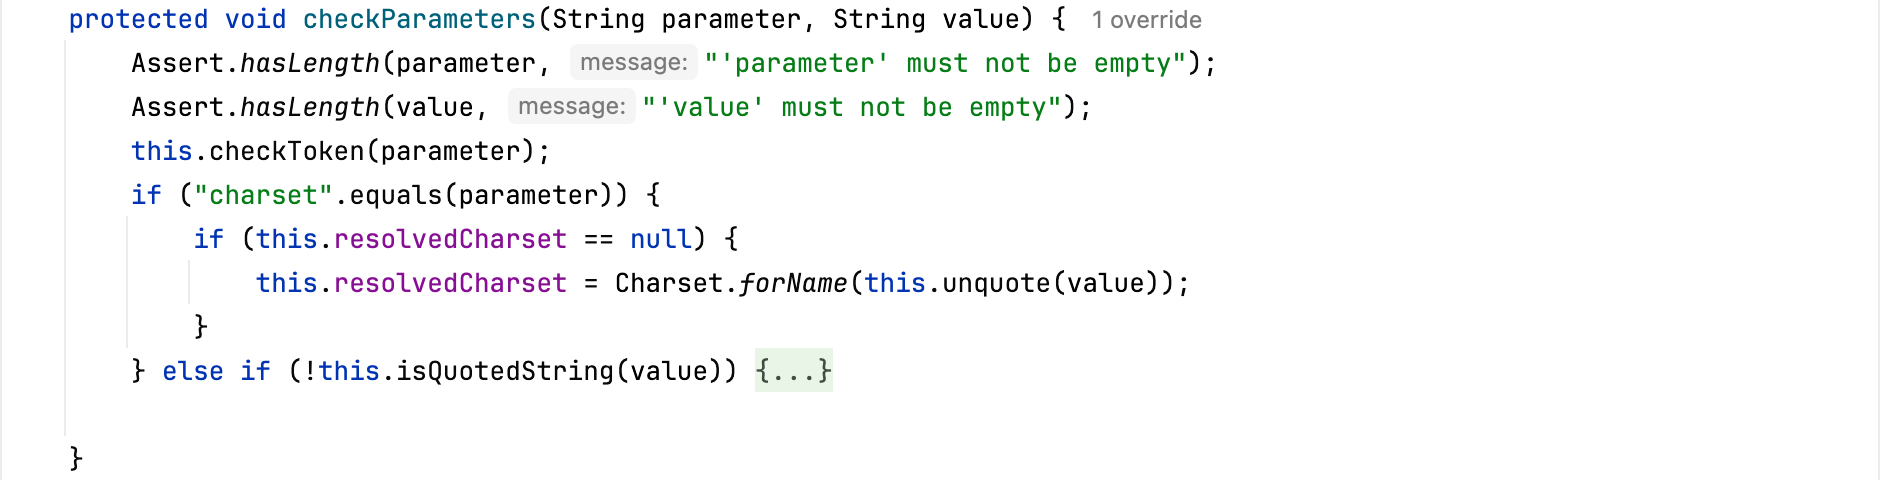 protected void checkParameters(String parameter, String value) { 1 override
Assert.hasLength(parameter, message: "'parameter' must not be empty");
Assert.hasLength(value, message: "'value' must not be empty");
this.checkToken(parameter);
if ("charset".equals(parameter)) {
if (this.resolvedCharset == null) {
this.resolvedCharset = Charset.forName(this.unquote(value));
}
} else if (!this.isQuotedString(value)) {...}
}